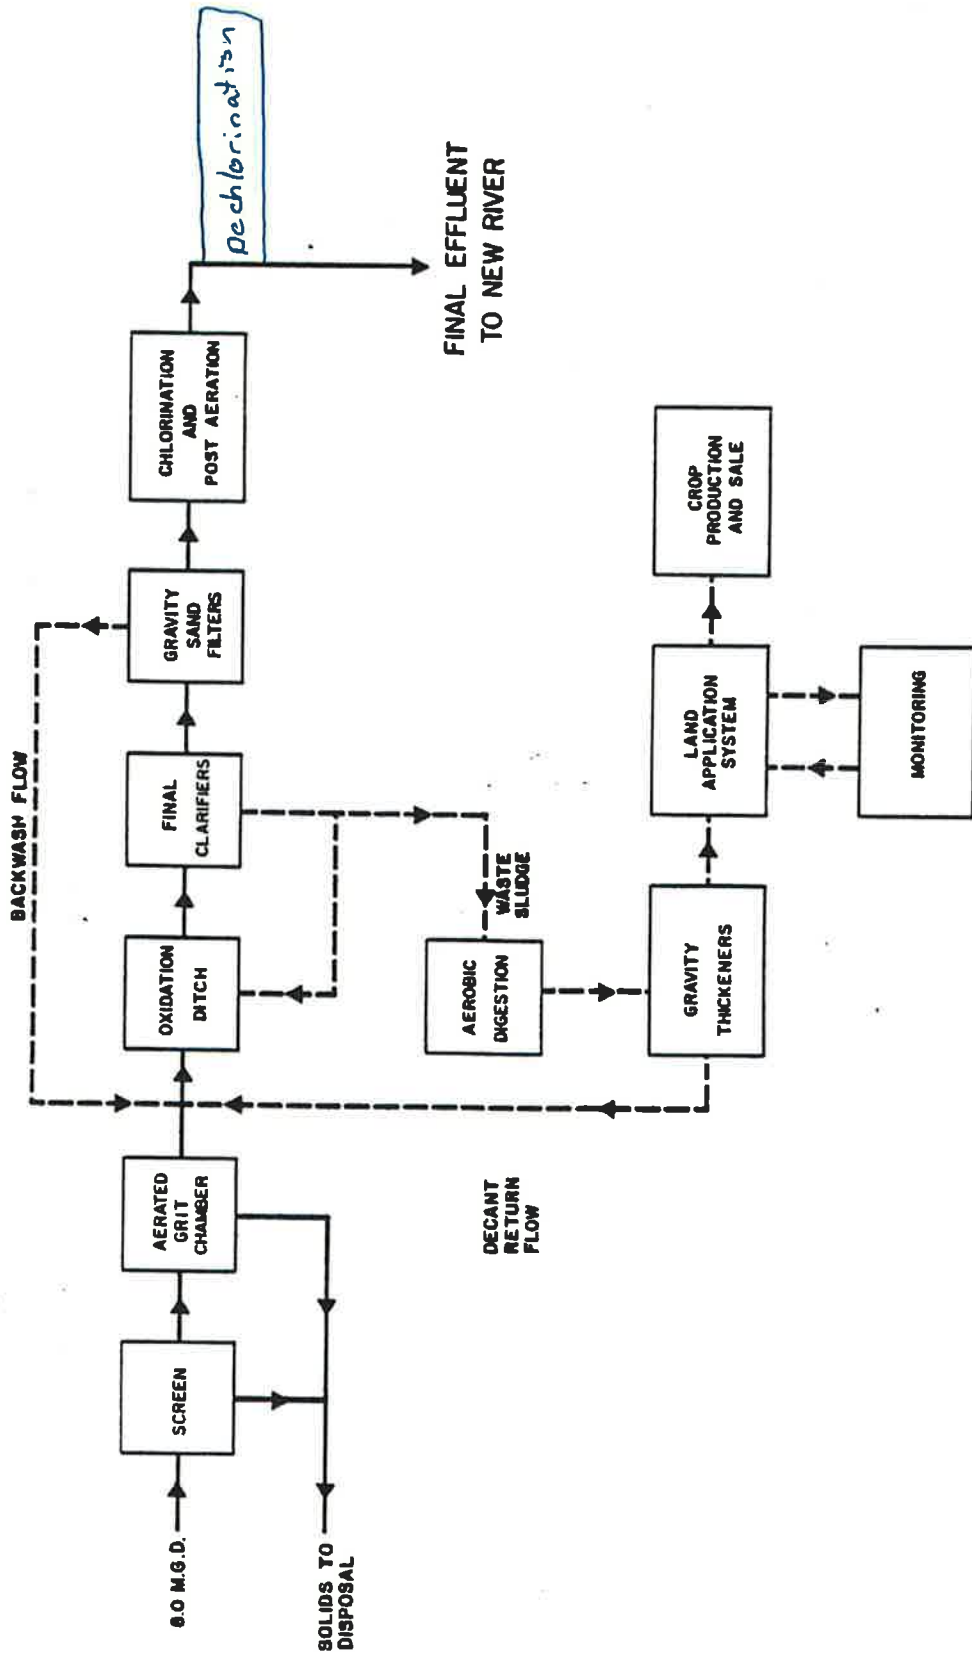 BACKWASH FLOW
8.0 M.G.D.
SCREEN
AERATED
GRIT
CHAMBER
OXIDATION
DITCH
FINAL
CLARIFIERS
GRAVITY
SAND
FILTERS
CHLORINATION
AND
POST AERATION
Dechlorination
SOLIDS TO
DISPOSAL
FINAL EFFLUENT
TO NEW RIVER
DECANT
RETURN
FLOW
AEROBIC
DIGESTION
WASTE
SLUDGE
GRAVITY
THICKENERS
LAND
APPLICATION
SYSTEM
CROP
PRODUCTION
AND SALE
MONITORING